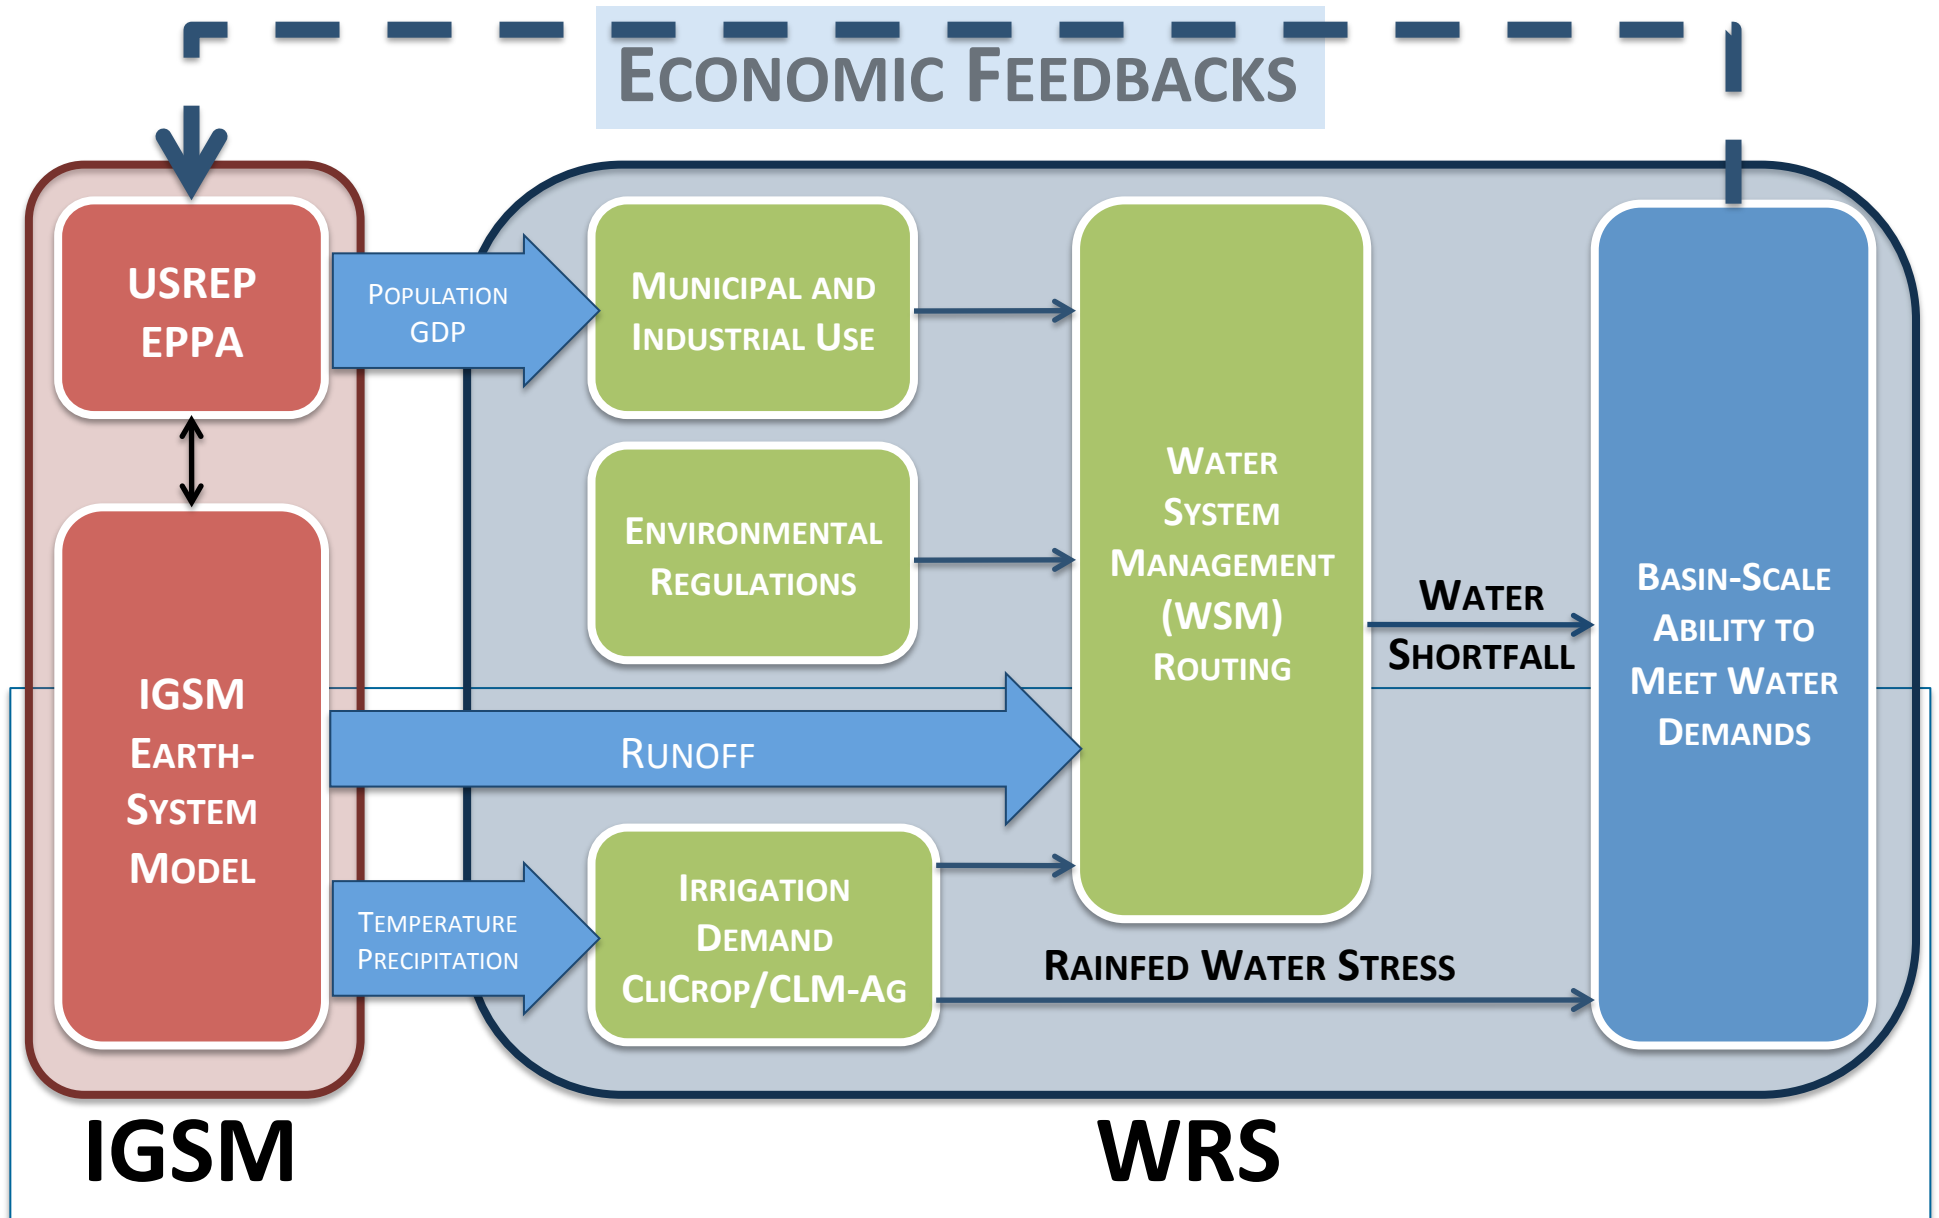 ECONOMIC FEEDBACKS
USREP
EPPA
POPULATION
GDP
MUNICIPAL AND
INDUSTRIAL USE
ENVIRONMENTAL
REGULATIONS
WATER
SYSTEM
MANAGEMENT
(WSM)
ROUTING
WATER
SHORTFALL
BASIN-SCALE
ABILITY TO
MEET WATER
DEMANDS
IGSM
EARTH-
SYSTEM
MODEL
RUNOFF
TEMPERATURE
PRECIPITATION
IRRIGATION
DEMAND
CLICROP/CLM-AG
RAINFED WATER STRESS
IGSM
WRS